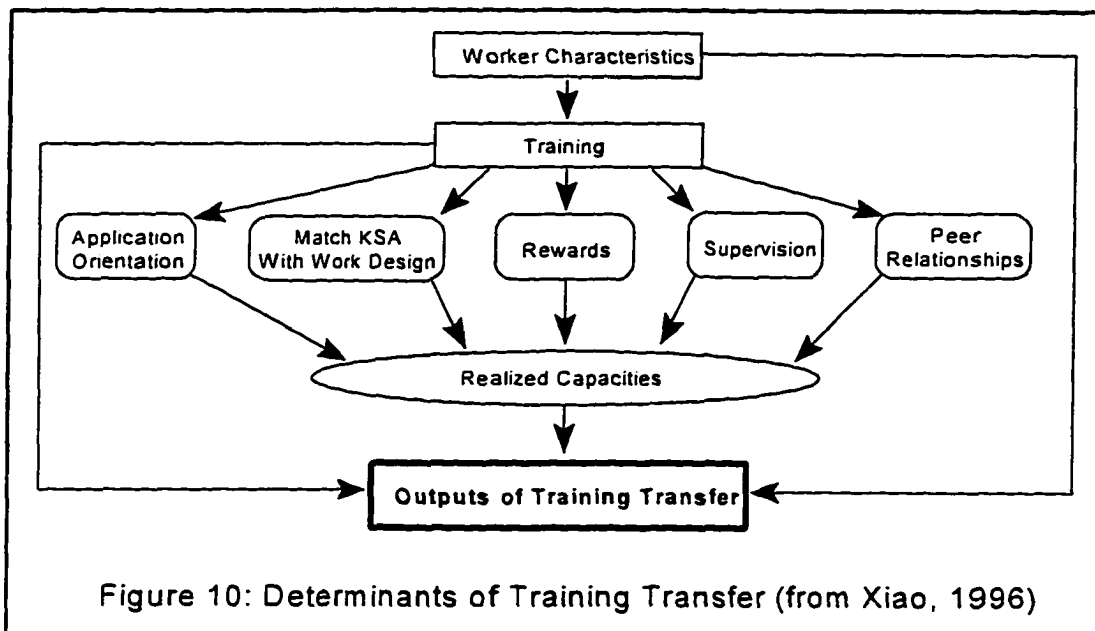 Worker Characteristics
Training
Application
Orientation
Match KSA
With Work Design
Rewards
Supervision
Peer
Relationships
Realized Capacities
Outputs of Training Transfer
Figure 10: Determinants of Training Transfer (from Xiao, 1996)